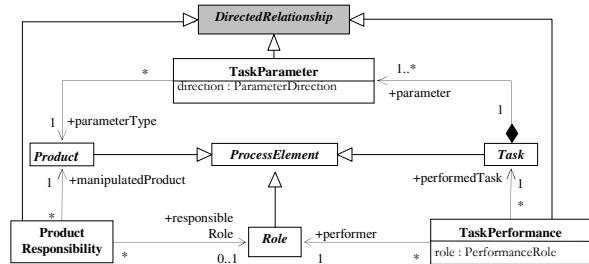 DirectedRelationship
TaskParameter
direction : ParameterDirection
*
1..*
+parameter
1
+parameterType
1
Product
ProcessElement
Task
1
+manipulatedProduct
+performedTask
1
*
*
Product
Responsibility
+responsible
Role
*
0..1
Role
+performer
1
*
TaskPerformance
role : PerformanceRole